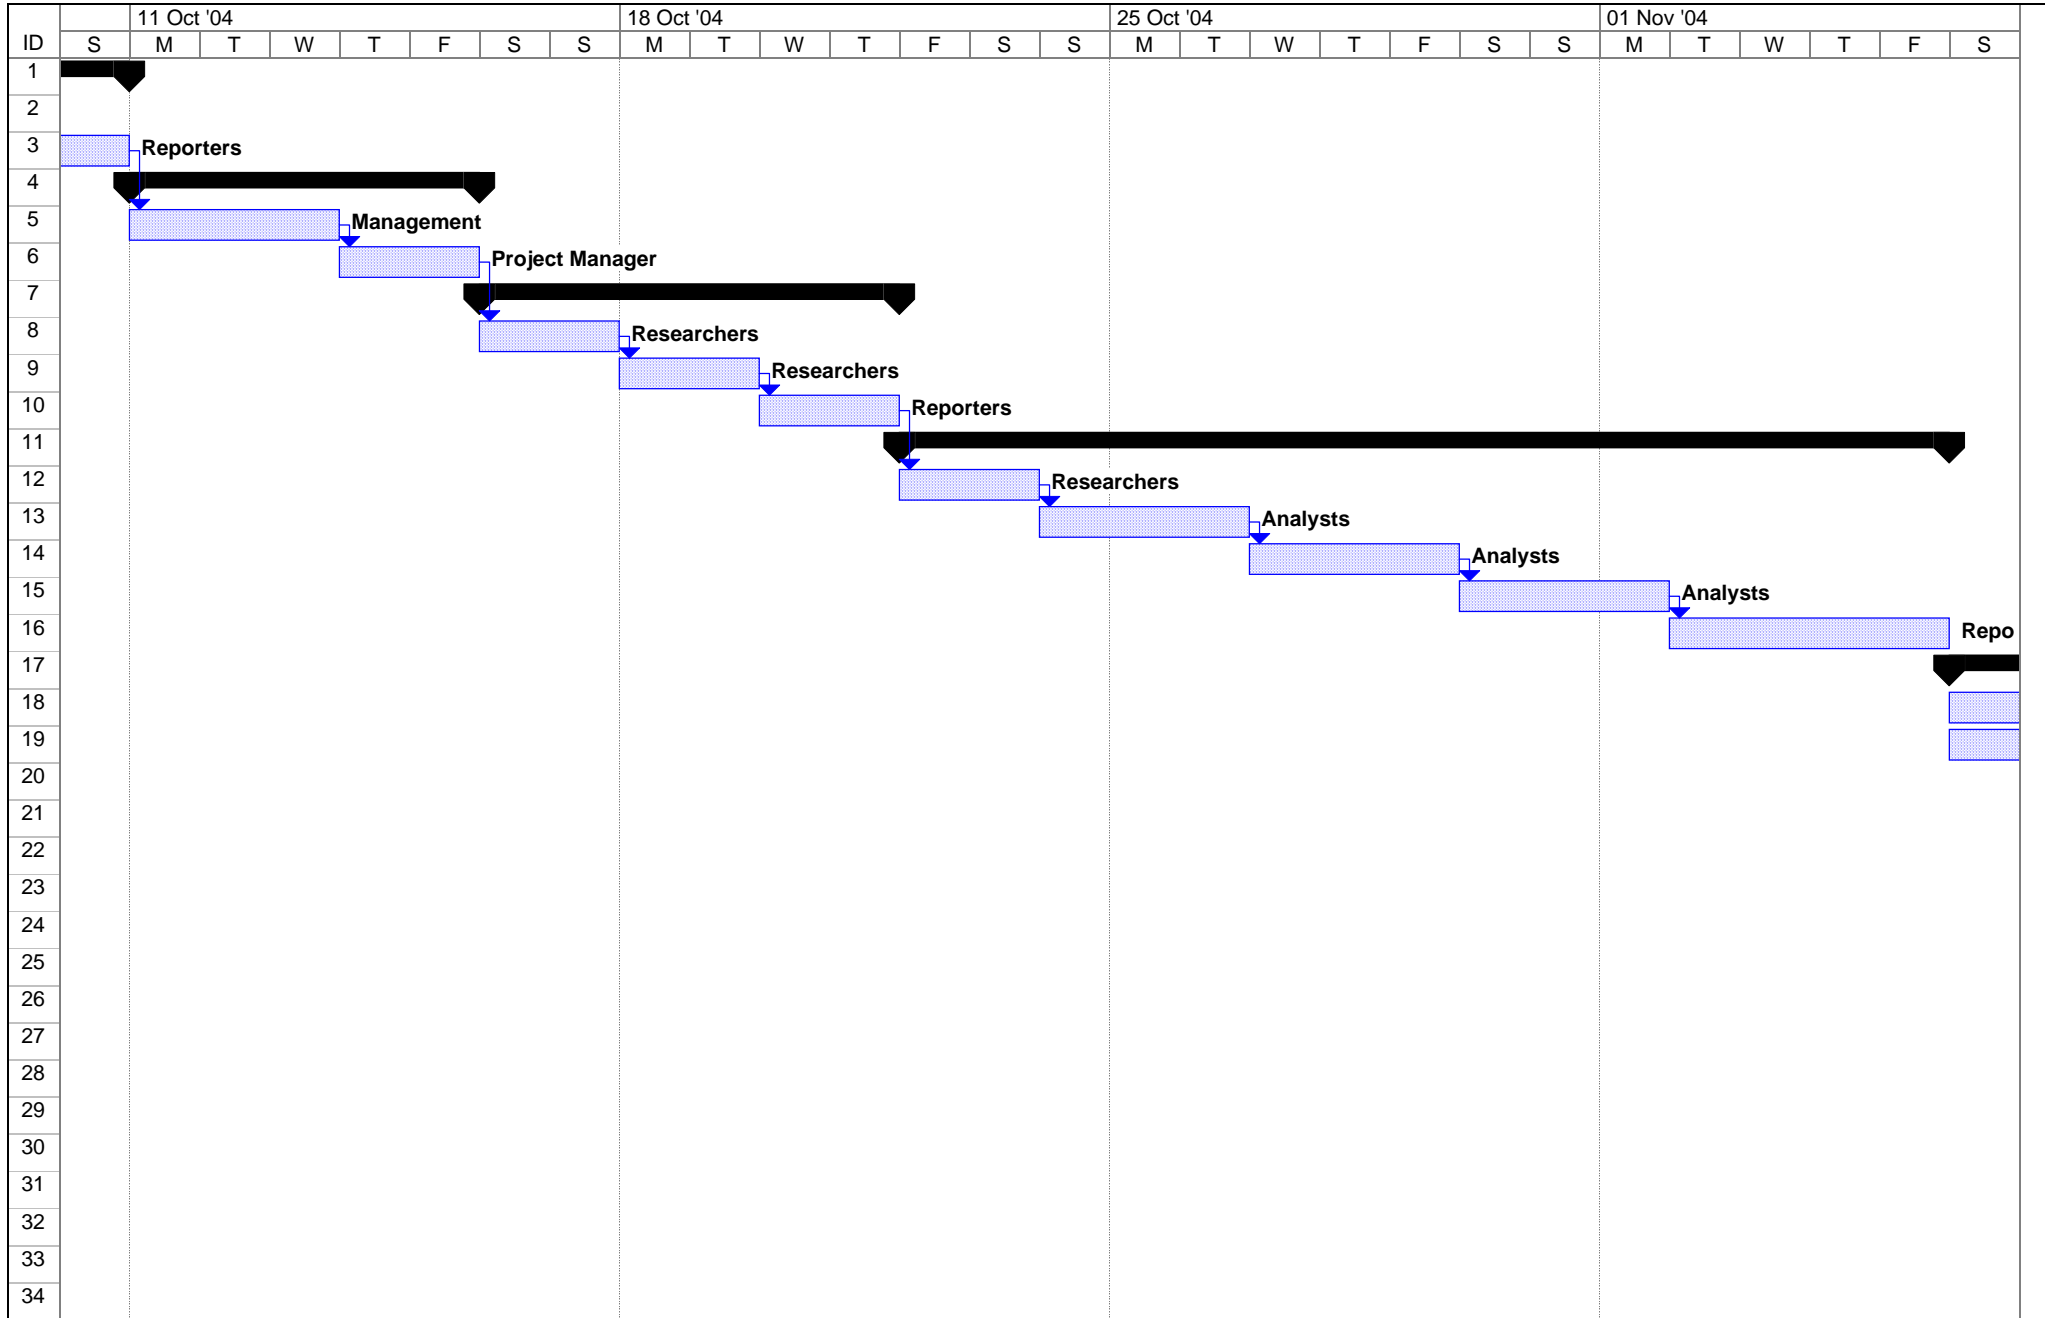 11 Oct '04 18 Oct '04 25 Oct '04 01 Nov '04
ID S M T W T F S S M T W T F S S M T W T F S S M T W T F S
1
2
3 Reporters
4
5 Management
6 Project Manager
7
8 Researchers
9 Researchers
10 Reporters
11
12 Researchers
13 Analysts
14 Analysts
15 Analysts
16 Repo
17
18
19
20
21
22
23
24
25
26
27
28
29
30
31
32
33
34